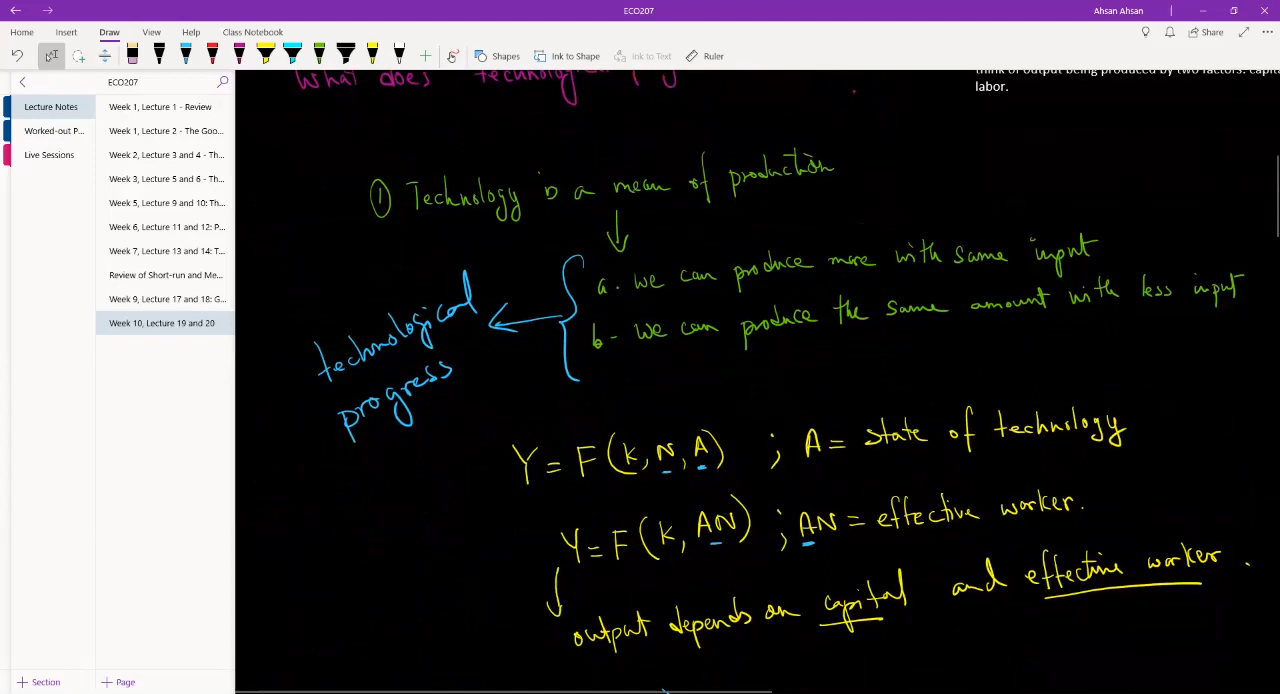 ECO207
Ahsan Ahsan
Home Insert Draw View Help Class Notebook
Share
Shapes
Ink to Shape
Ink to Text
Ruler
ECO207
Lecture Notes
Worked-out P...
Live Sessions
Week 1, Lecture 1 - Review
Week 1, Lecture 2 - The Goo...
Week 2, Lecture 3 and 4 - Th...
Week 3, Lecture 5 and 6 - Th...
Week 5, Lecture 9 and 10: Th...
Week 6, Lecture 11 and 12: P...
Week 7, Lecture 13 and 14: T...
Review of Short-run and Me...
Week 9, Lecture 17 and 18: G...
Week 10, Lecture 19 and 20
+ Section
+ Page
think of output being produced by two factors: capi
labor.
What does
① Technology is a mean of production
a. we can produce more with same input
b- we can produce the same amount with less input
technological
progress
Y = F(K, N, A) ; A = state of technology
Y = F(K, AN) ; AN = effective worker.
output depends on capital and effective worker.